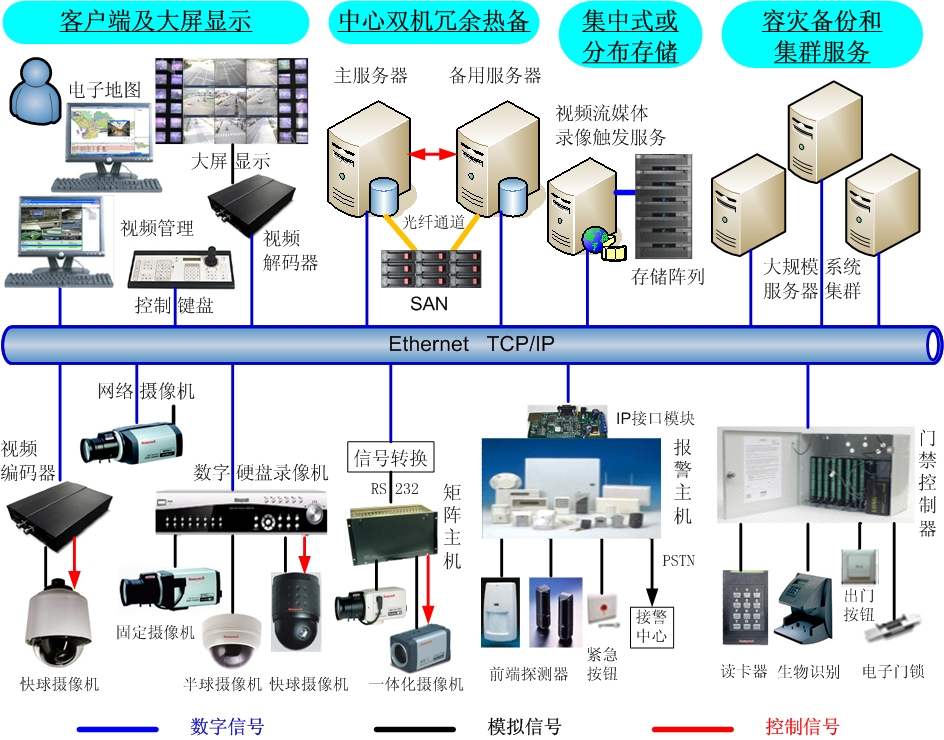 客户端及大屏显示
中心双机冗余热备
集中式或
分布存储
容灾备份和
集群服务
电子地图
大屏显示
视频管理
控制键盘
视频
解码器
主服务器
备用服务器
光纤通道
SAN
视频流媒体
录像触发服务
存储阵列
大规模系统
服务器集群
Ethernet TCP/IP
网络摄像机
视频
编码器
数字硬盘录像机
信号转换
RS 232
矩阵主机
IP接口模块
报警主机
PSTN
接警
中心
门禁控制器
快球摄像机
固定摄像机
半球摄像机
快球摄像机
一体化摄像机
前端探测器
紧急
按钮
读卡器
生物识别
出门
按钮
电子门锁
数字信号
模拟信号
控制信号